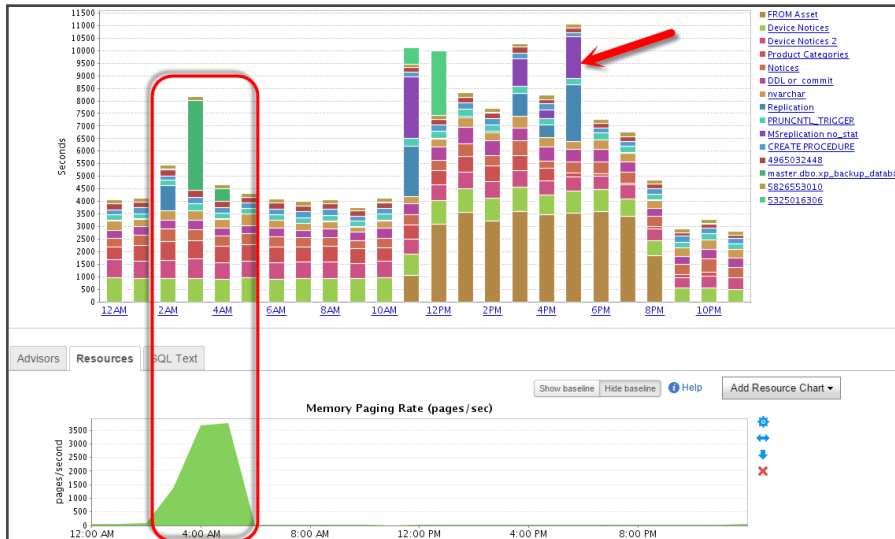 11500
11000
10500
10000
9500
9000
8500
8000
7500
7000
6500
6000
5500
5000
4500
4000
3500
3000
2500
2000
1500
1000
500
0
Seconds
12AM 2AM 4AM 6AM 8AM 10AM 12PM 2PM 4PM 6PM 8PM 10PM
FROM Asset
Device Notices
Device Notices 2
Product Categories
Notices
DDL or commit
nvarchar
Replication
PRUNCNTL_TRIGGER
MSreplication no_stat
CREATE PROCEDURE
4965032448
master.dbo.xp_backup_databa
5826553010
5325016306
Advisors Resources SQL Text
Show baseline Hide baseline Help Add Resource Chart
Memory Paging Rate (pages/sec)
pages/second
3500
3000
2500
2000
1500
1000
500
0
12:00 AM 4:00 AM 8:00 AM 12:00 PM 4:00 PM 8:00 PM